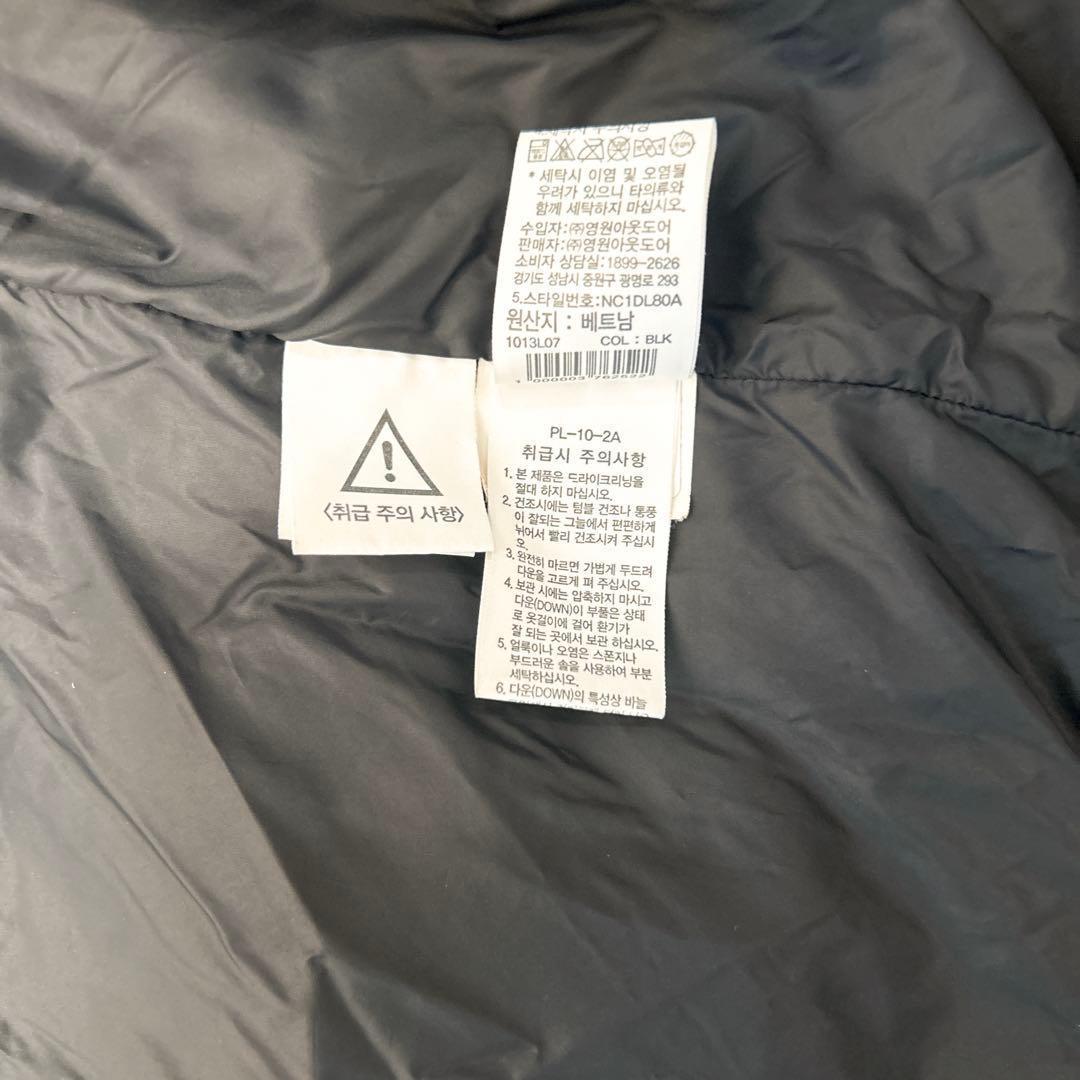 * 세탁시 이염 및 오염될
우려가 있으니 타의류와
함께 세탁하지 마십시오.
수입자:㈜영원아웃도어
판매자:㈜영원아웃도어
소비자 상담실:1899-2626
경기도 성남시 중원구 광명로 293
5.스타일번호:NC1DL80A
원산지 : 베트남
1013L07 COL : BLK
<취급 주의 사항>
PL-10-2A
취급시 주의사항
1. 본 제품은 드라이크리닝을
절대 하지 마십시오.
2. 건조시에는 텀블 건조나 통풍
이 잘되는 그늘에서 편편하게
뉘어서 빨리 건조시켜 주십시
오.
3. 완전히 마르면 가볍게 두드려
다운을 고르게 펴 주십시오.
4. 보관 시에는 압축하지 마시고
다운(DOWN)이 부풀은 상태
로 옷걸이에 걸어 환기가
잘 되는 곳에서 보관 하십시오.
5. 얼룩이나 오염은 스폰지나
부드러운 솔을 사용하여 부분
세탁하십시오.
6. 다운(DOWN)의 특성상 바늘